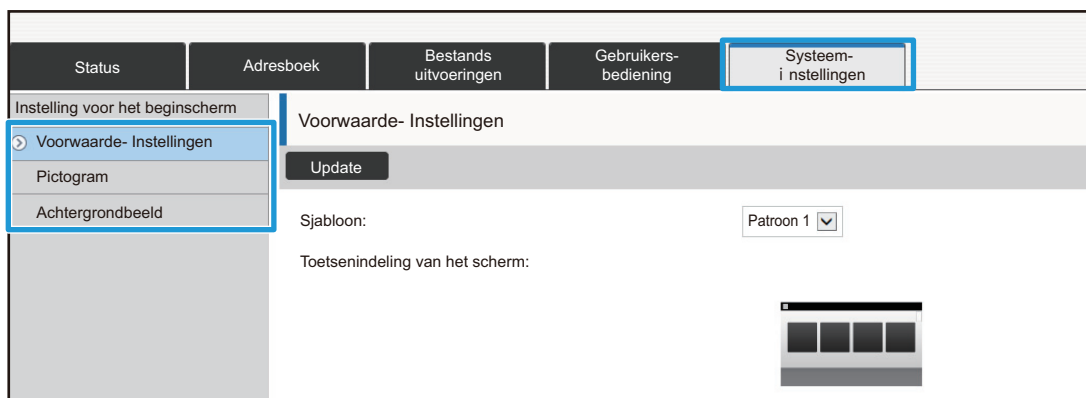 Status
Adresboek
Bestands
uitvoeringen
Gebruikers-
bediening
Systeem-
i nstellingen
Instelling voor het beginscherm
Voorwaarde- Instellingen
Pictogram
Achtergrondbeeld
Voorwaarde- Instellingen
Update
Sjabloon:
Patroon 1
Toetsenindeling van het scherm: